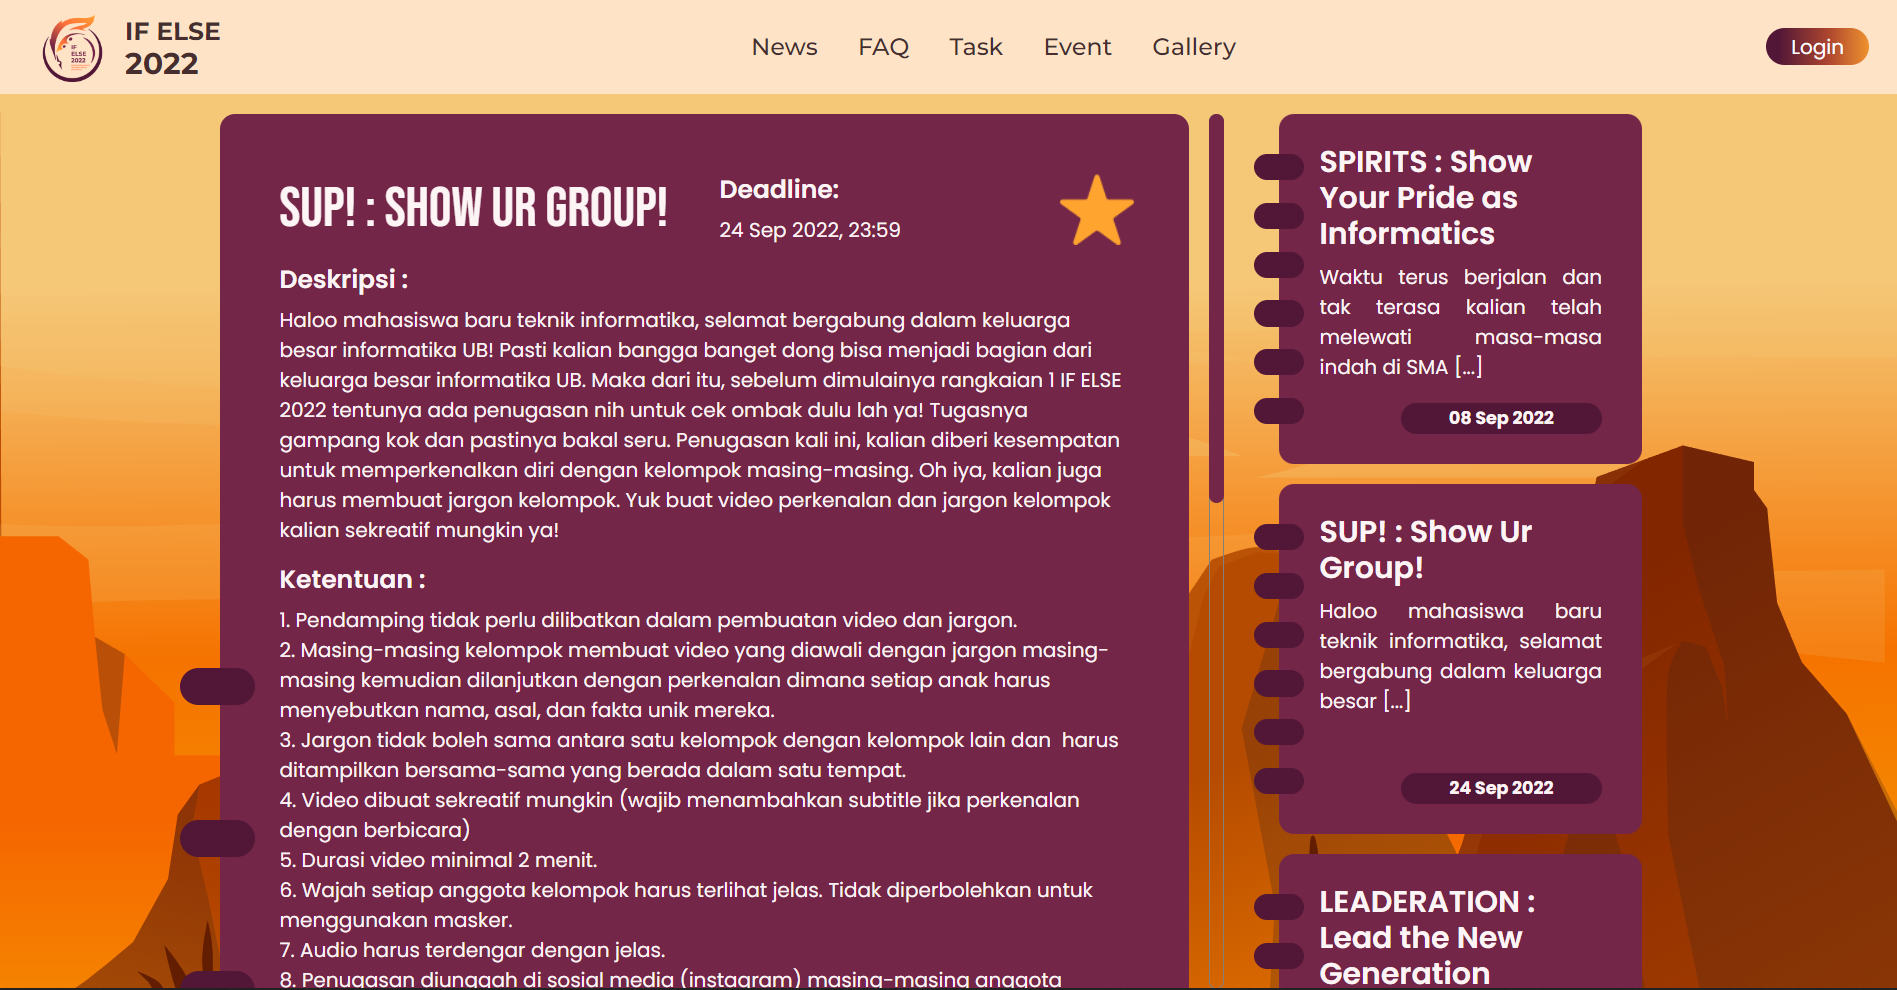 IF ELSE
2022
IF
ELSE
2022
News FAQ Task Event Gallery
Login
SUP! : SHOW UR GROUP!
Deadline:
24 Sep 2022, 23:59
Deskripsi :
Haloo mahasiswa baru teknik informatika, selamat bergabung dalam keluarga
besar informatika UB! Pasti kalian bangga banget dong bisa menjadi bagian dari
keluarga besar informatika UB. Maka dari itu, sebelum dimulainya rangkaian 1 IF ELSE
2022 tentunya ada penugasan nih untuk cek ombak dulu lah ya! Tugasnya
gampang kok dan pastinya bakal seru. Penugasan kali ini, kalian diberi kesempatan
untuk memperkenalkan diri dengan kelompok masing-masing. Oh iya, kalian juga
harus membuat jargon kelompok. Yuk buat video perkenalan dan jargon kelompok
kalian sekreatif mungkin ya!
Ketentuan :
1. Pendamping tidak perlu dilibatkan dalam pembuatan video dan jargon.
2. Masing-masing kelompok membuat video yang diawali dengan jargon masing-
masing kemudian dilanjutkan dengan perkenalan dimana setiap anak harus
menyebutkan nama, asal, dan fakta unik mereka.
3. Jargon tidak boleh sama antara satu kelompok dengan kelompok lain dan  harus
ditampilkan bersama-sama yang berada dalam satu tempat.
4. Video dibuat sekreatif mungkin (wajib menambahkan subtitle jika perkenalan
dengan berbicara)
5. Durasi video minimal 2 menit.
6. Wajah setiap anggota kelompok harus terlihat jelas. Tidak diperbolehkan untuk
menggunakan masker.
7. Audio harus terdengar dengan jelas.
8. Penugasan diunggah di sosial media (instagram) masing-masing anggota
SPIRITS : Show
Your Pride as
Informatics
Waktu terus berjalan dan
tak terasa kalian telah
melewati masa-masa
indah di SMA [...]
08 Sep 2022
SUP! : Show Ur
Group!
Haloo mahasiswa baru
teknik informatika, selamat
bergabung dalam keluarga
besar [...]
24 Sep 2022
LEADERATION :
Lead the New
Generation